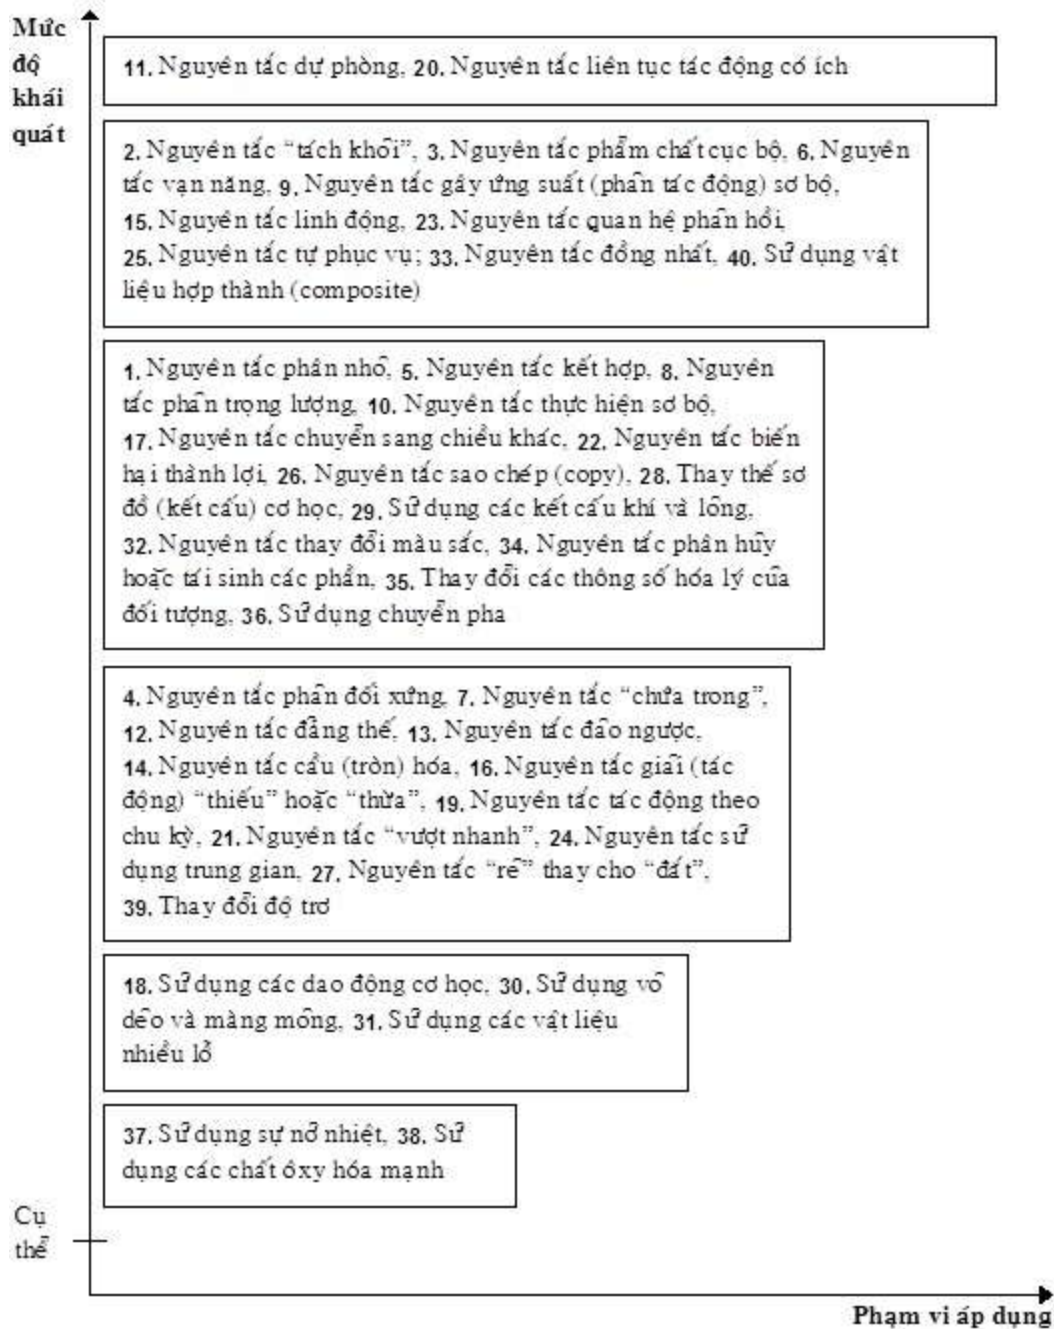 Mức
độ
khái
quát
11. Nguyên tắc dự phòng, 20. Nguyên tắc liên tục tác động có ích
2. Nguyên tắc “tách khỏi”, 3. Nguyên tắc phẩm chất cục bộ, 6. Nguyên
tắc vạn năng, 9. Nguyên tắc gây ứng suất (phản tác động) sơ bộ,
15. Nguyên tắc linh động, 23. Nguyên tắc quan hệ phản hồi,
25. Nguyên tắc tự phục vụ; 33. Nguyên tắc đồng nhất, 40. Sử dụng vật
liệu hợp thành (composite)
1. Nguyên tắc phân nhỏ, 5. Nguyên tắc kết hợp, 8. Nguyên
tắc phản trọng lượng, 10. Nguyên tắc thực hiện sơ bộ,
17. Nguyên tắc chuyển sang chiều khác, 22. Nguyên tắc biến
hại thành lợi, 26. Nguyên tắc sao chép (copy), 28. Thay thế sơ
đồ (kết cấu) cơ học, 29. Sử dụng các kết cấu khí và lỏng,
32. Nguyên tắc thay đổi màu sắc, 34. Nguyên tắc phân hủy
hoặc tái sinh các phần, 35. Thay đổi các thông số hóa lý của
đối tượng, 36. Sử dụng chuyển pha
4. Nguyên tắc phản đối xứng, 7. Nguyên tắc “chứa trong”,
12. Nguyên tắc đẳng thế, 13. Nguyên tắc đảo ngược,
14. Nguyên tắc cầu (tròn) hóa, 16. Nguyên tắc giải (tác
động) “thiếu” hoặc “thừa”, 19. Nguyên tắc tác động theo
chu kỳ, 21. Nguyên tắc “vượt nhanh”, 24. Nguyên tắc sử
dụng trung gian, 27. Nguyên tắc “rẻ” thay cho “đắt”,
39. Thay đổi độ trơ
18. Sử dụng các dao động cơ học, 30. Sử dụng vỏ
dẻo và màng mỏng, 31. Sử dụng các vật liệu
nhiều lỗ
37. Sử dụng sự nở nhiệt, 38. Sử
dụng các chất ôxy hóa mạnh
Cụ
thể
Phạm vi áp dụng